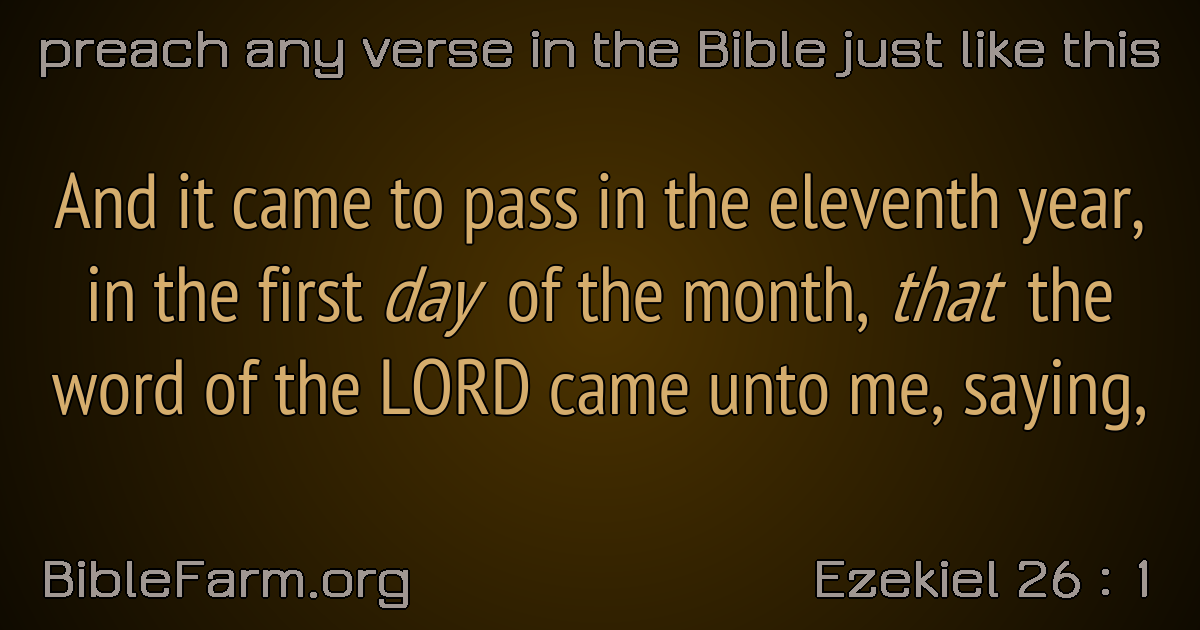 preach any verse in the Bible just like this
And it came to pass in the eleventh year,
in the first day of the month, that the
word of the LORD came unto me, saying,
BibleFarm.org
Ezekiel 26 : 1